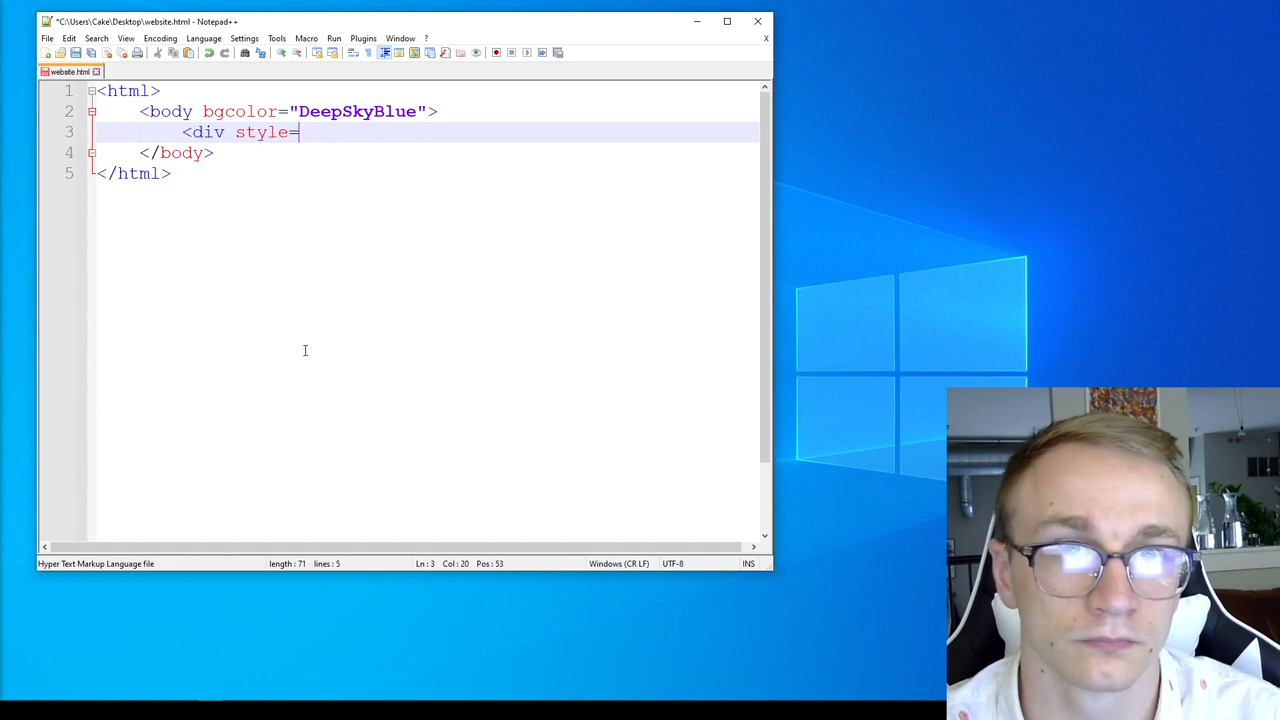 *C:\Users\Cake\Desktop\website.html - Notepad++
File Edit Search View Encoding Language Settings Tools Macro Run Plugins Window ? X
website.html
1 <html>
2 <body bgcolor="DeepSkyBlue">
3 <div style=
4 </body>
5 </html>
Hyper Text Markup Language file length : 71 lines : 5 Ln : 3 Col : 20 Pos : 53 Windows (CR LF) UTF-8 INS